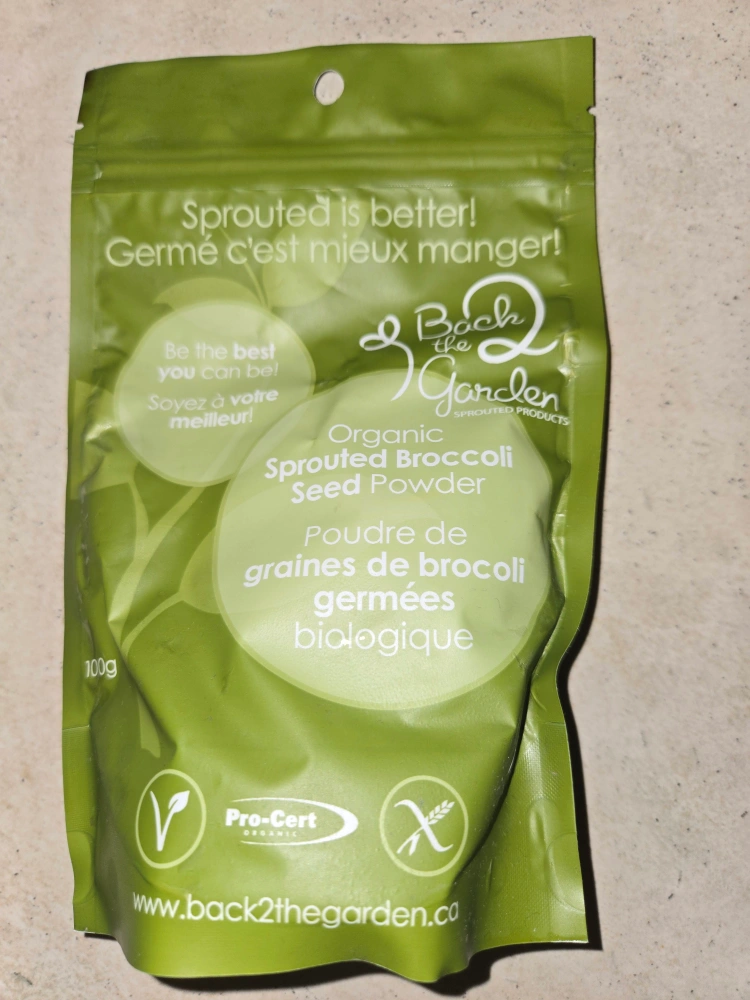 Sprouted is better!
Germé c'est mieux manger!
Back
2
the
Garden
SPROUTED PRODUCTS
Be the best
you can be!
Soyez à votre
meilleur!
Organic
Sprouted Broccoli
Seed Powder
Poudre de
graines de brocoli
germées
biologique
100g
V
Pro-Cert
ORGANIC
www.back2thegarden.ca